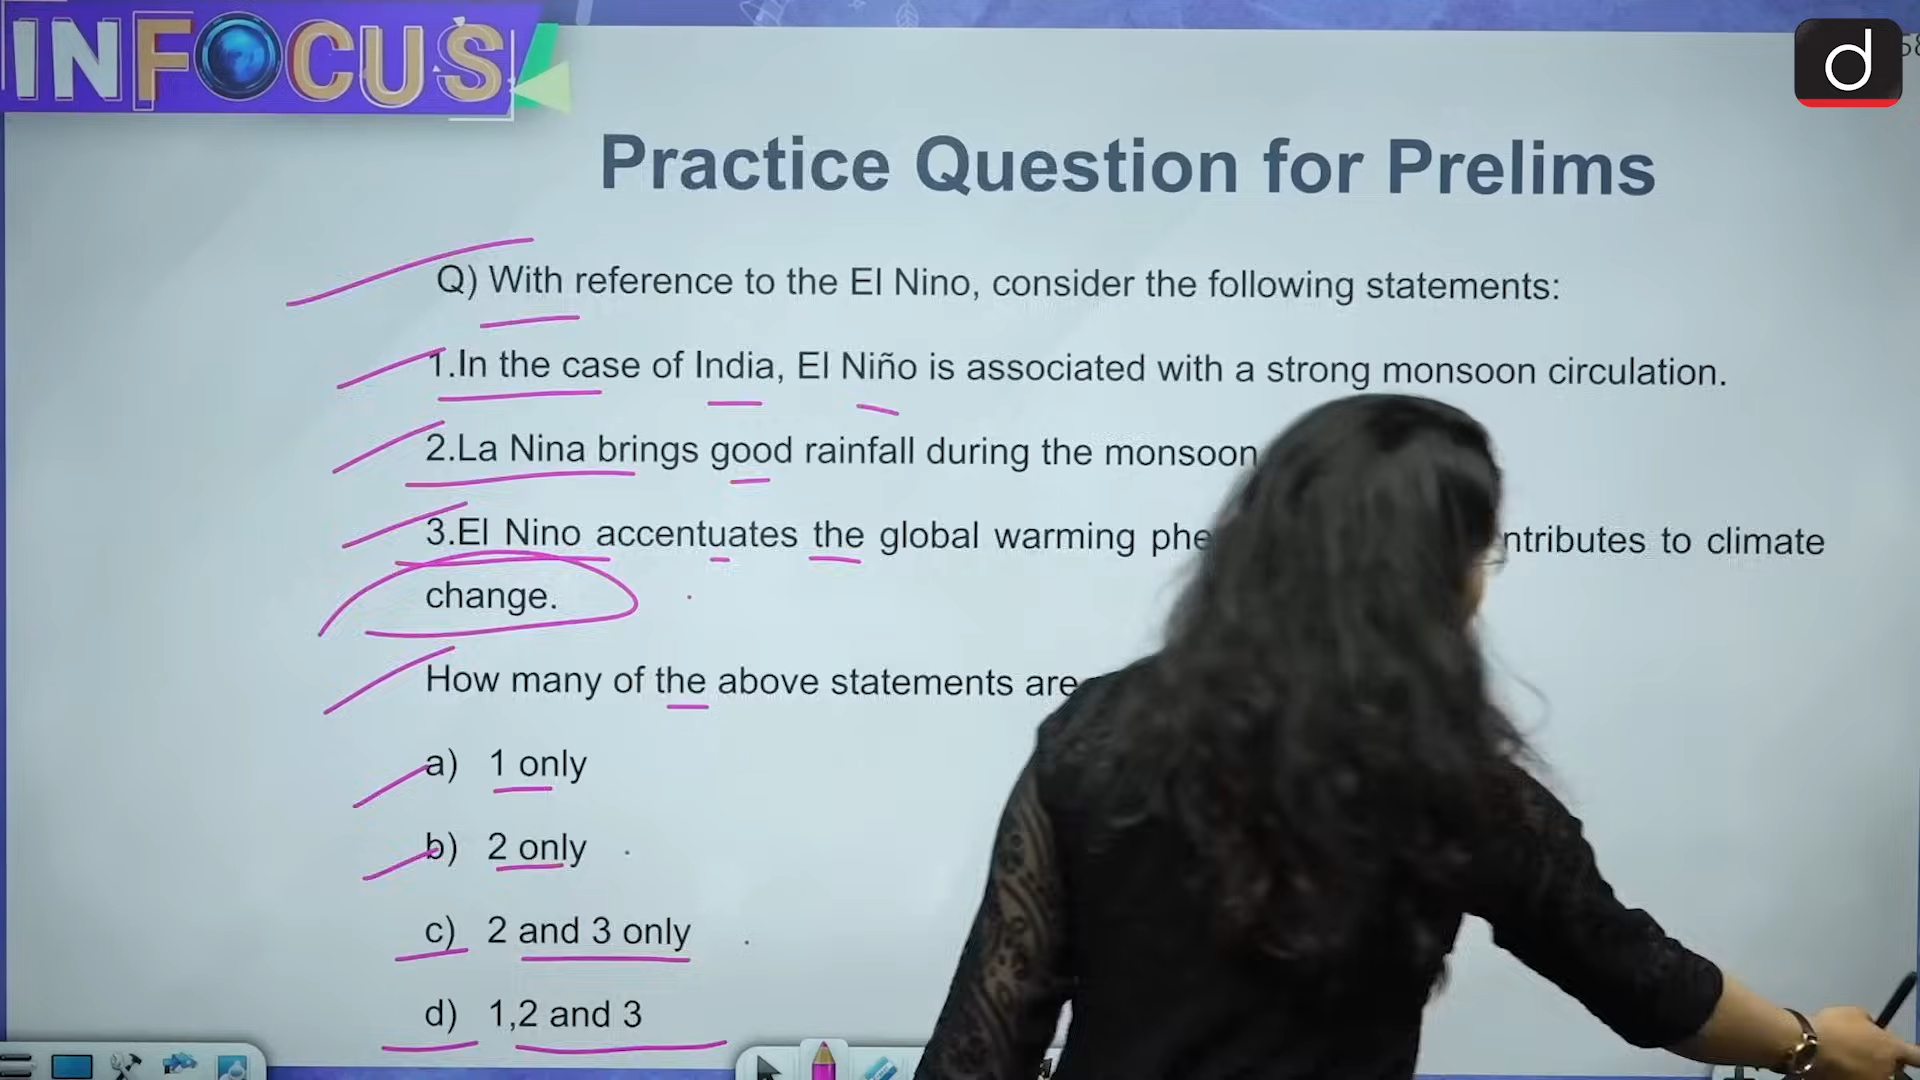 INFOCUS
d
58
Practice Question for Prelims
Q) With reference to the El Nino, consider the following statements:
1.In the case of India, El Niño is associated with a strong monsoon circulation.
2.La Nina brings good rainfall during the monsoon
3.El Nino accentuates the global warming to climate
change.
How many of the above statements are
a) 1 only
b) 2 only
c) 2 and 3 only
d) 1,2 and 3